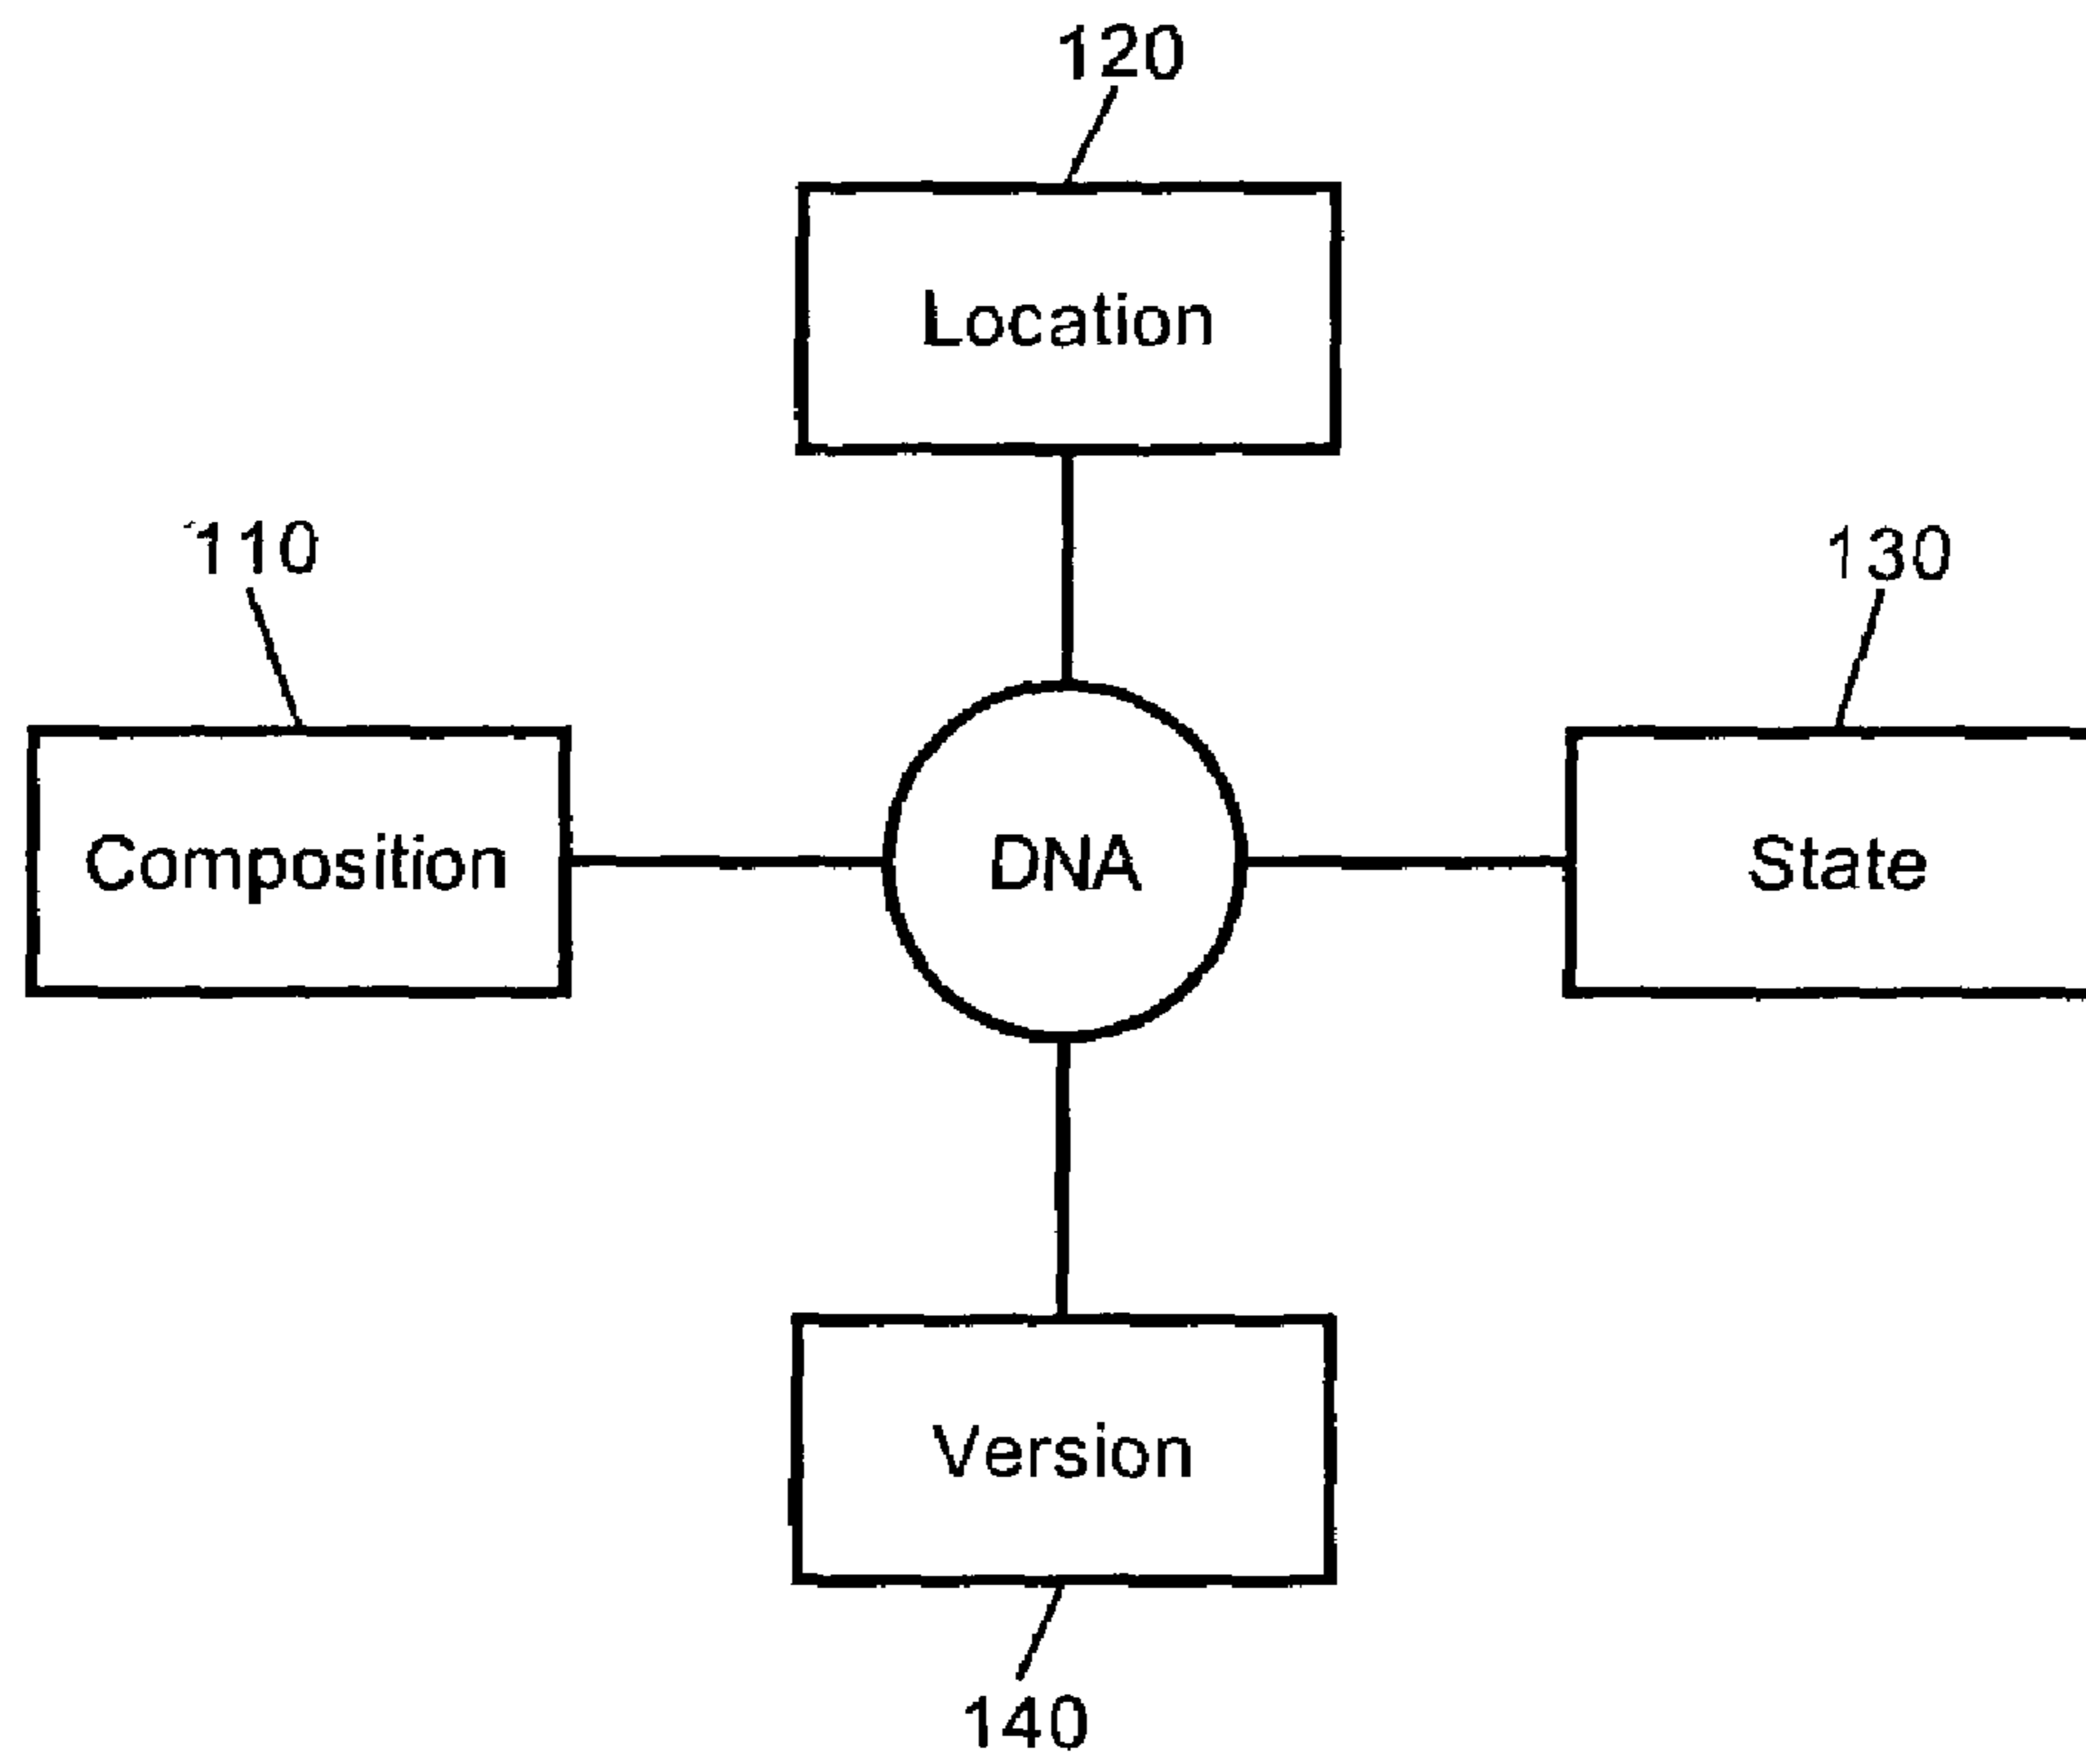 120
Location
110
130
Composition
DNA
State
Version
140